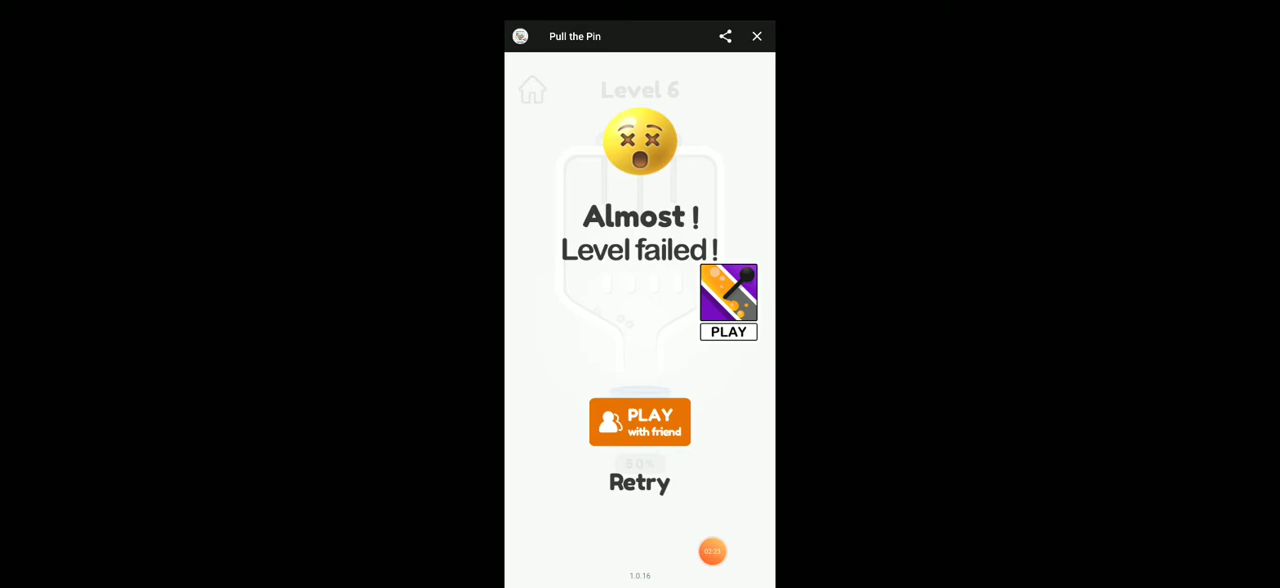 Pull the Pin
Level 6
Almost !
Level failed !
PLAY
PLAY
with friend
50%
Retry
02:23
1.0.16